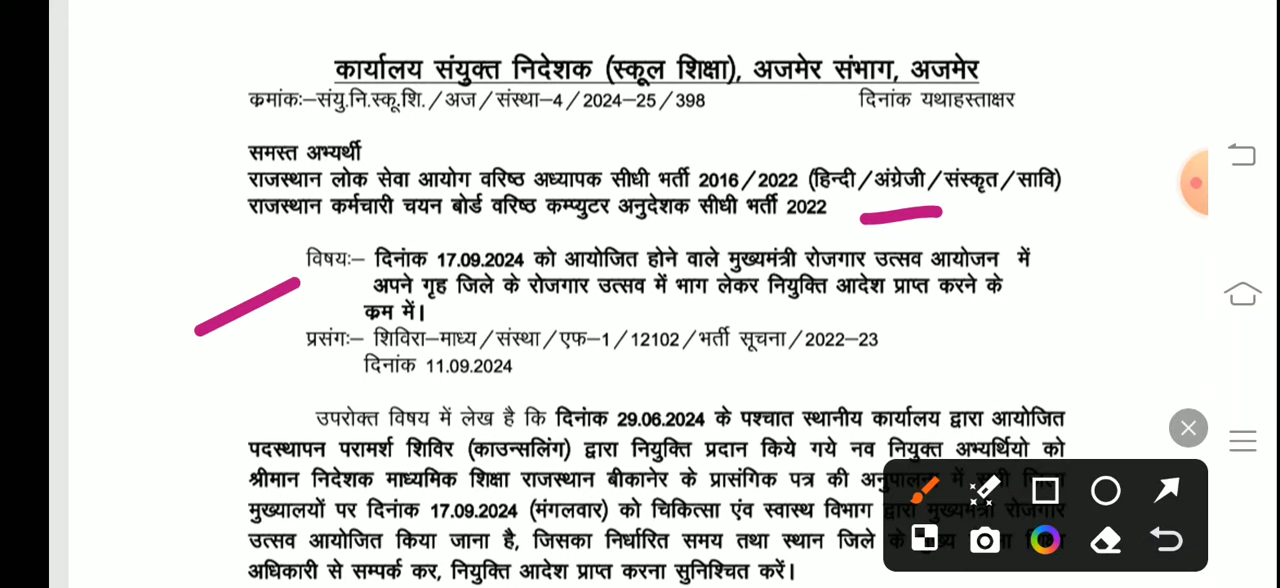 कार्यालय संयुक्त निदेशक (स्कूल शिक्षा), अजमेर संभाग, अजमेर
क्रमांकः–संयु.नि.स्कू.शि./अज/संस्था–4/2024–25/398 दिनांक यथाहस्ताक्षर
समस्त अभ्यर्थी
राजस्थान लोक सेवा आयोग वरिष्ठ अध्यापक सीधी भर्ती 2016/2022 (हिन्दी/अंग्रेजी/संस्कृत/सावि)
राजस्थान कर्मचारी चयन बोर्ड वरिष्ठ कम्प्युटर अनुदेशक सीधी भर्ती 2022
विषयः– दिनांक 17.09.2024 को आयोजित होने वाले मुख्यमंत्री रोजगार उत्सव आयोजन में
अपने गृह जिले के रोजगार उत्सव में भाग लेकर नियुक्ति आदेश प्राप्त करने के
क्रम में।
प्रसंगः– शिविरा–माध्य/संस्था/एफ–1/12102/भर्ती सूचना/2022–23
दिनांक 11.09.2024
उपरोक्त विषय में लेख है कि दिनांक 29.06.2024 के पश्चात स्थानीय कार्यालय द्वारा आयोजित
पदस्थापन परामर्श शिविर (काउन्सलिंग) द्वारा नियुक्ति प्रदान किये गये नव नियुक्त अभ्यर्थियो को
श्रीमान निदेशक माध्यमिक शिक्षा राजस्थान बीकानेर के प्रासंगिक पत्र की अनुपालना में
मुख्यालयों पर दिनांक 17.09.2024 (मंगलवार) को चिकित्सा एंव स्वास्थ विभाग द्वारा मुख्यमंत्री रोजगार
उत्सव आयोजित किया जाना है, जिसका निर्धारित समय तथा स्थान जिले के
अधिकारी से सम्पर्क कर, नियुक्ति आदेश प्राप्त करना सुनिश्चित करें।